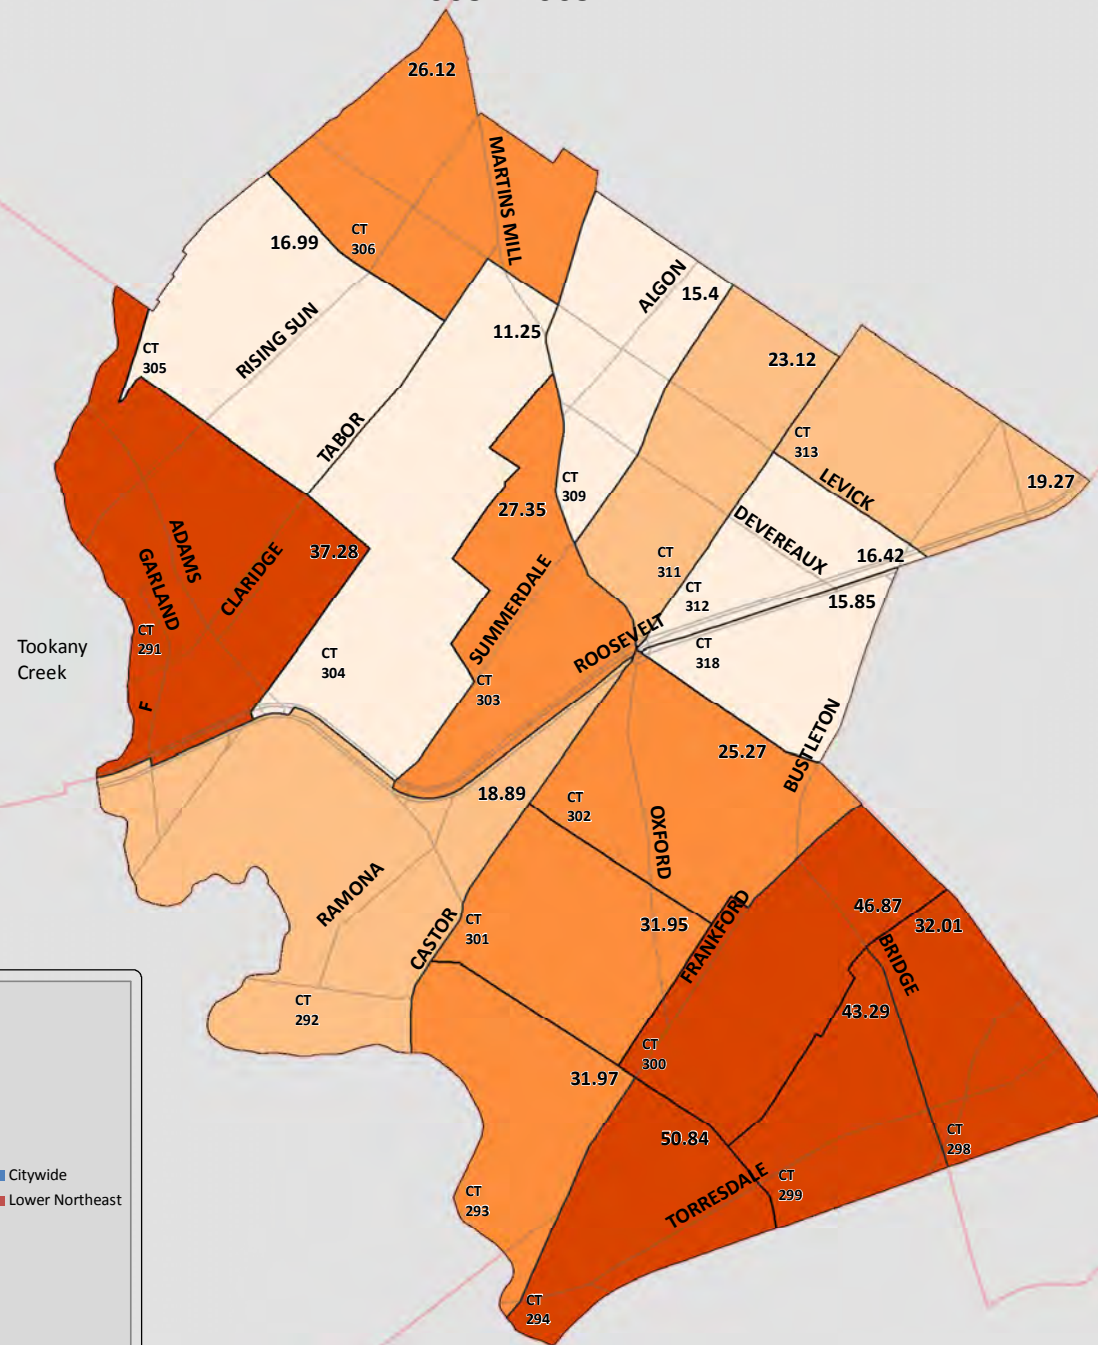 26.12
MARTINS MILL
CT
306
16.99
ALGON
15.4
RISING SUN
11.25
CT
305
23.12
TABOR
CT
313
LEVICK
19.27
CT
309
27.35
DEVEREAUX
ADAMS
37.28
16.42
GARLAND
CLARIDGE
CT
311
SUMMERDALE
CT
312
15.85
Tookany
Creek
CT
291
ROOSEVELT
CT
304
CT
318
CT
303
F
BUSTLETON
25.27
18.89
CT
302
OXFORD
RAMONA
46.87
32.01
CASTOR
CT
301
31.95
FRANKFORD
BRIDGE
CT
292
43.29
CT
300
31.97
50.84
CT
298
CT
299
TORRESDALE
CT
293
Citywide
Lower Northeast
CT
294